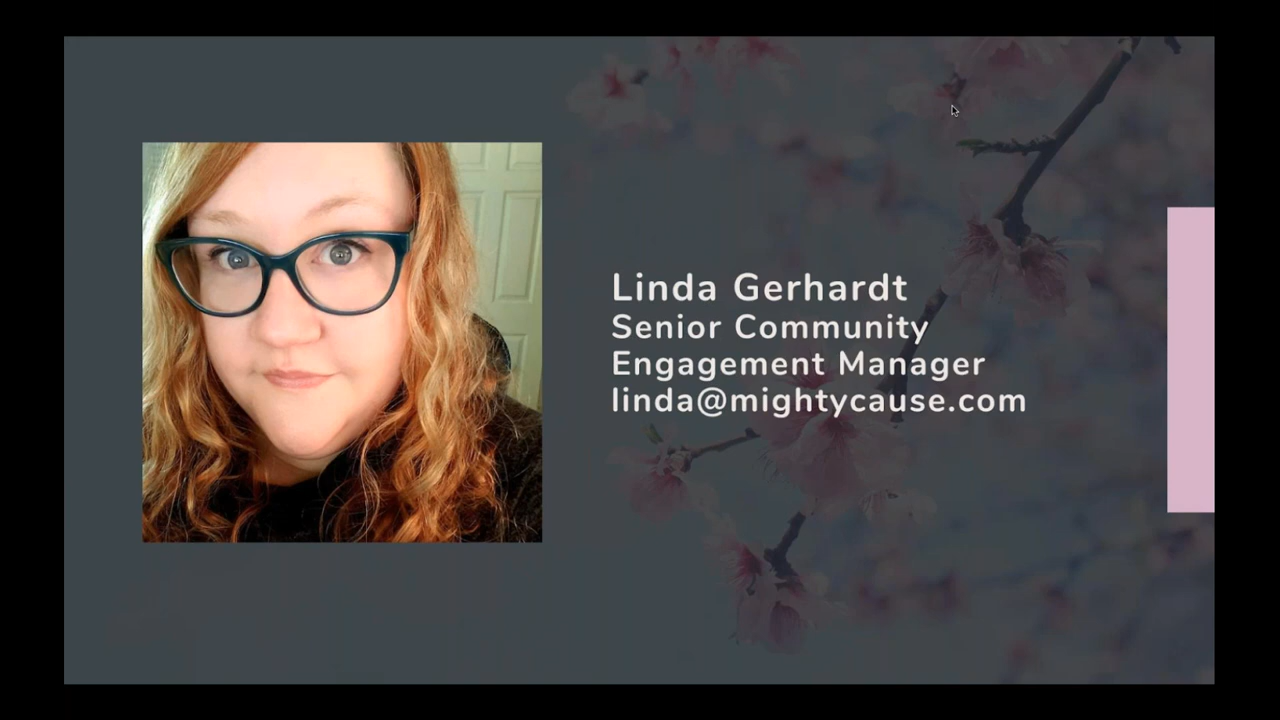 Linda Gerhardt
Senior Community
Engagement Manager
linda@mightycause.com